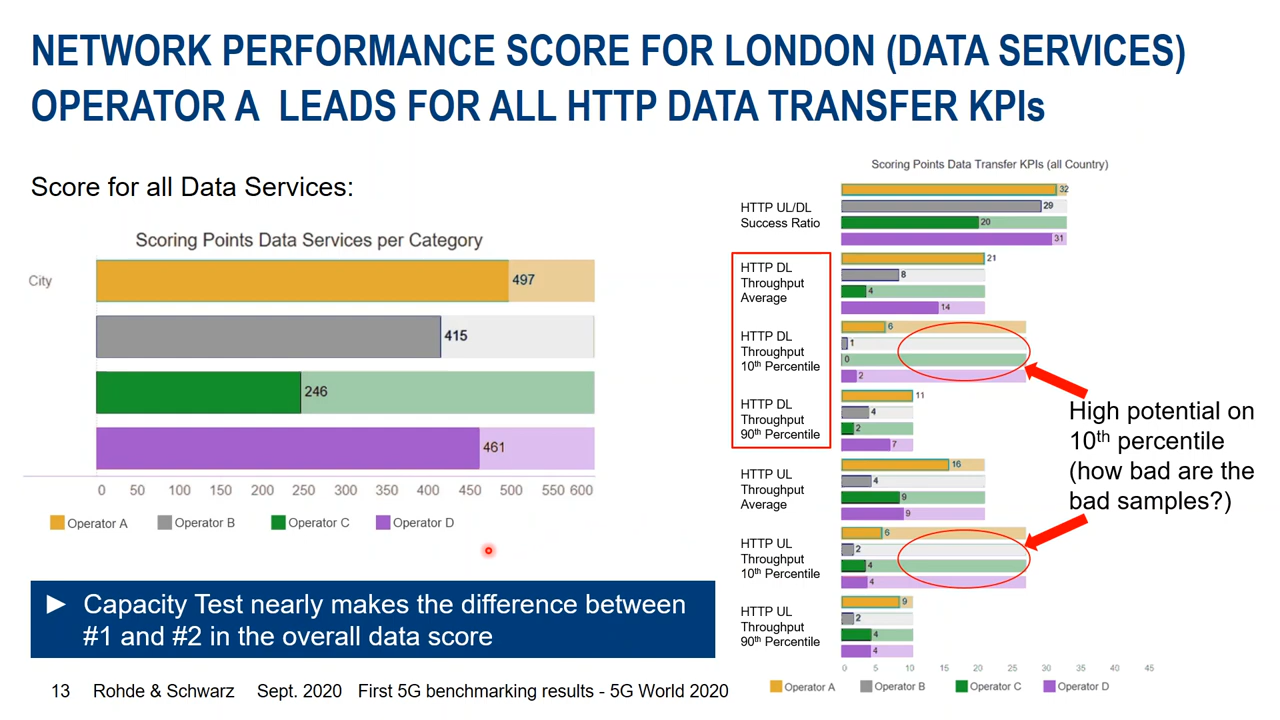 NETWORK PERFORMANCE SCORE FOR LONDON (DATA SERVICES)
OPERATOR A LEADS FOR ALL HTTP DATA TRANSFER KPIs
Score for all Data Services:
Scoring Points Data Services per Category
City
497
415
246
461
0 50 100 150 200 250 300 350 400 450 500 550 600
Operator A Operator B Operator C Operator D
► Capacity Test nearly makes the difference between
#1 and #2 in the overall data score
Scoring Points Data Transfer KPIs (all Country)
HTTP UL/DL
Success Ratio
32
29
20
31
HTTP DL
Throughput
Average
21
8
4
14
HTTP DL
Throughput
10th Percentile
6
1
0
2
HTTP DL
Throughput
90th Percentile
11
4
2
7
HTTP UL
Throughput
Average
16
4
9
9
HTTP UL
Throughput
10th Percentile
6
2
4
4
HTTP UL
Throughput
90th Percentile
9
2
4
4
0 5 10 15 20 25 30 35 40 45
Operator A Operator B Operator C Operator D
High potential on
10th percentile
(how bad are the
bad samples?)
13 Rohde & Schwarz Sept. 2020 First 5G benchmarking results - 5G World 2020